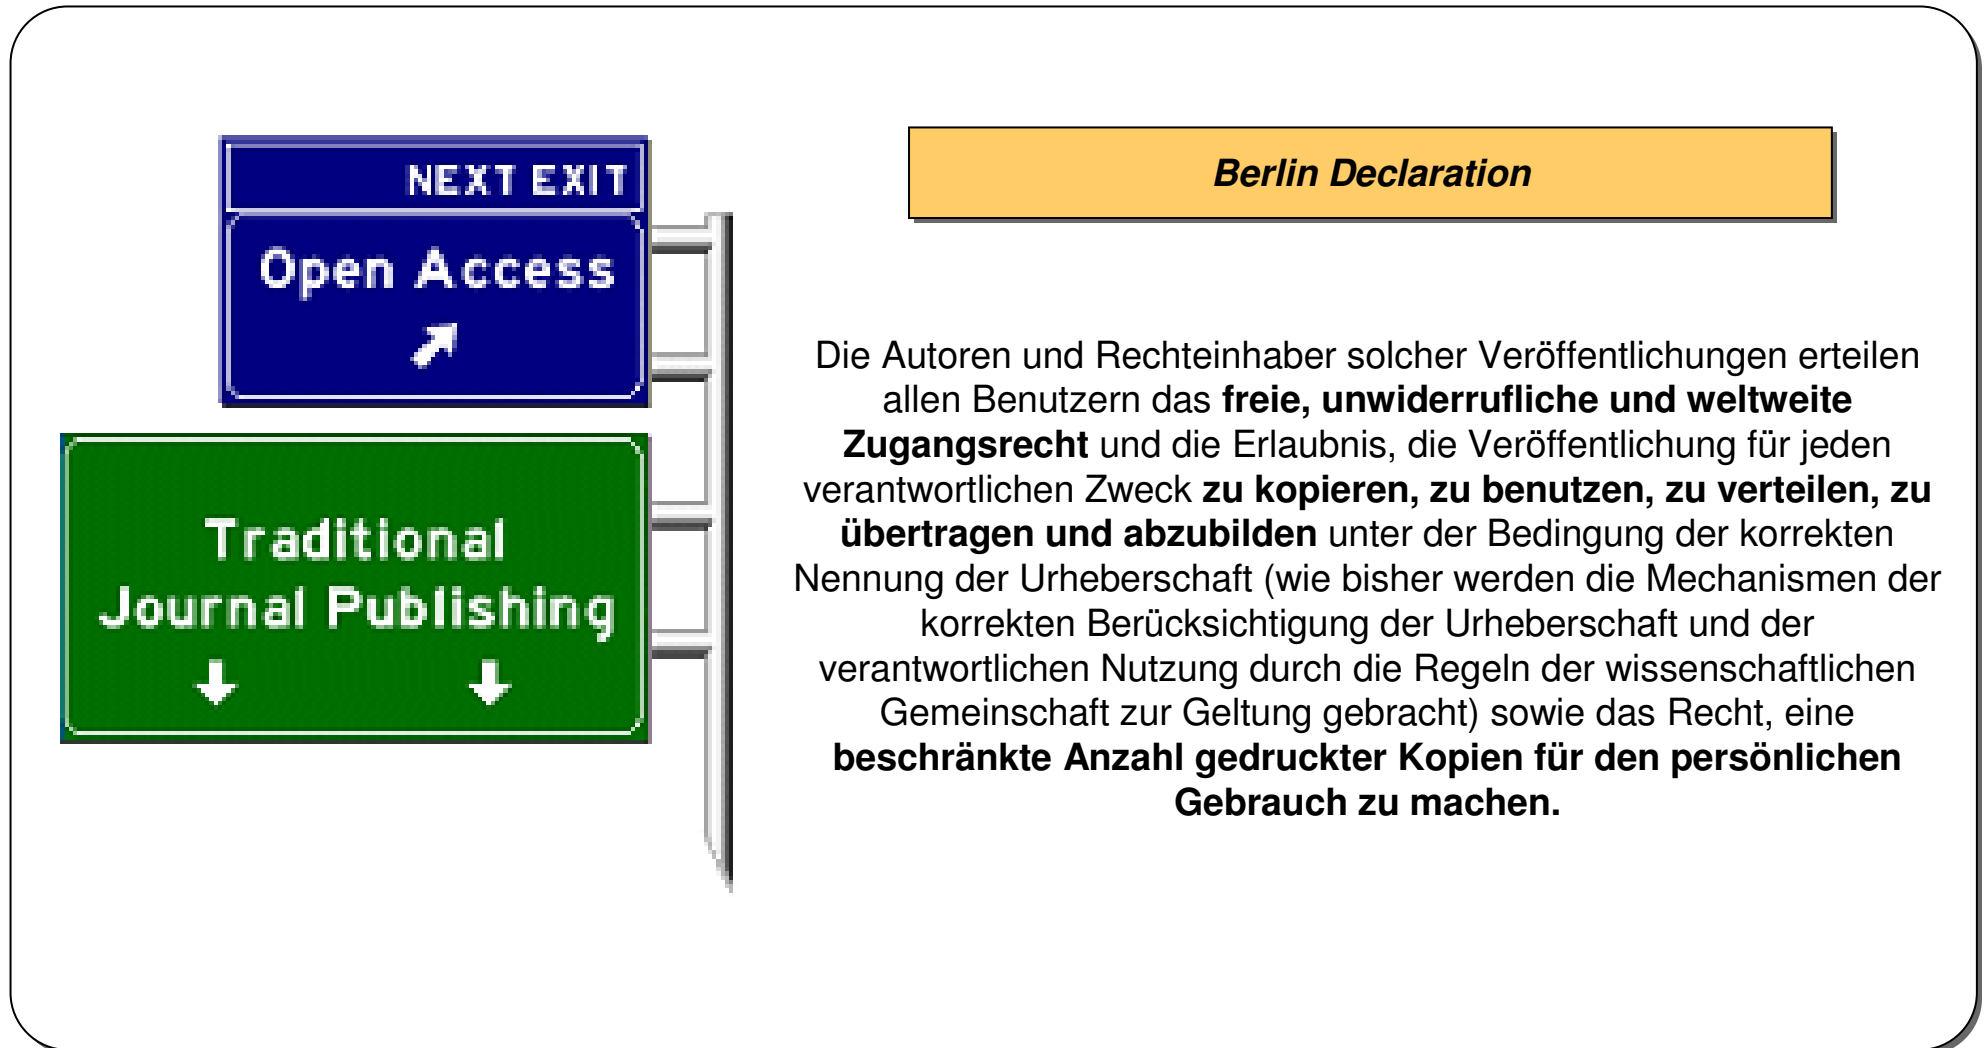 NEXT EXIT
Open Access
Traditional
Journal Publishing
Berlin Declaration
Die Autoren und Rechteinhaber solcher Veröffentlichungen erteilen
allen Benutzern das freie, unwiderrufliche und weltweite
Zugangsrecht und die Erlaubnis, die Veröffentlichung für jeden
verantwortlichen Zweck zu kopieren, zu benutzen, zu verteilen, zu
übertragen und abzubilden unter der Bedingung der korrekten
Nennung der Urheberschaft (wie bisher werden die Mechanismen der
korrekten Berücksichtigung der Urheberschaft und der
verantwortlichen Nutzung durch die Regeln der wissenschaftlichen
Gemeinschaft zur Geltung gebracht) sowie das Recht, eine
beschränkte Anzahl gedruckter Kopien für den persönlichen
Gebrauch zu machen.